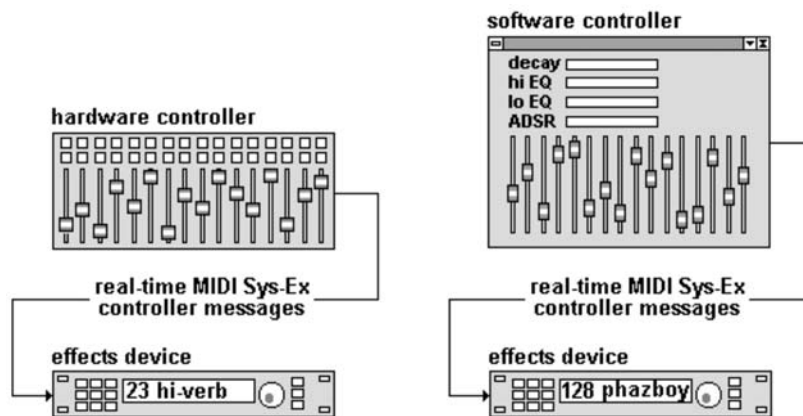 hardware controller
real-time MIDI Sys-Ex
controller messages
effects device
23 hi-verb
software controller
decay
hi EQ
lo EQ
ADSR
real-time MIDI Sys-Ex
controller messages
effects device
128 phazboy